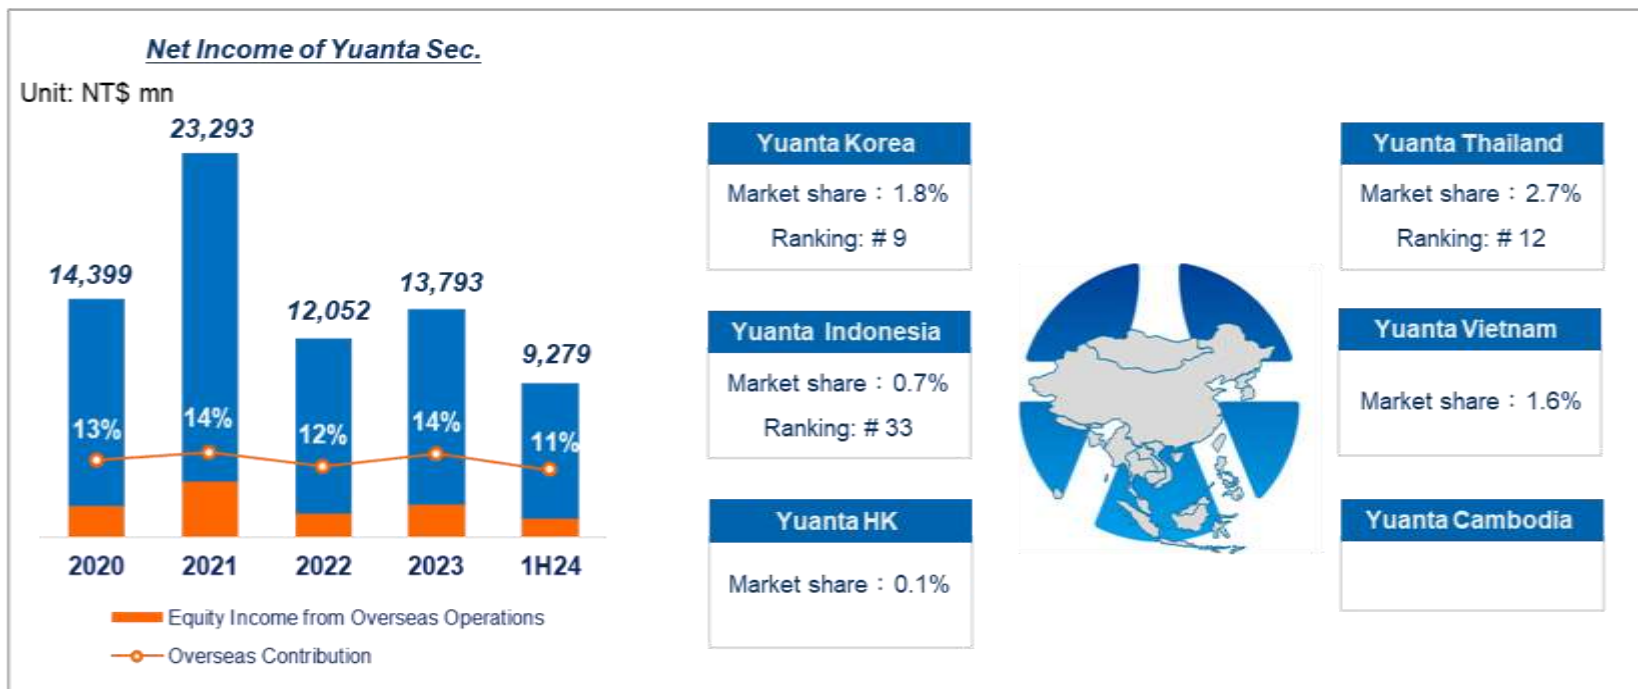 Net Income of Yuanta Sec.
Unit: NT$ mn
23,293
14,399
12,052
13,793
9,279
13%
14%
12%
14%
11%
2020
2021
2022
2023
1H24
Equity Income from Overseas Operations
Overseas Contribution
Yuanta Korea
Market share：1.8%
Ranking: # 9
Yuanta Indonesia
Market share：0.7%
Ranking: # 33
Yuanta HK
Market share：0.1%
Yuanta Thailand
Market share：2.7%
Ranking: # 12
Yuanta Vietnam
Market share：1.6%
Yuanta Cambodia